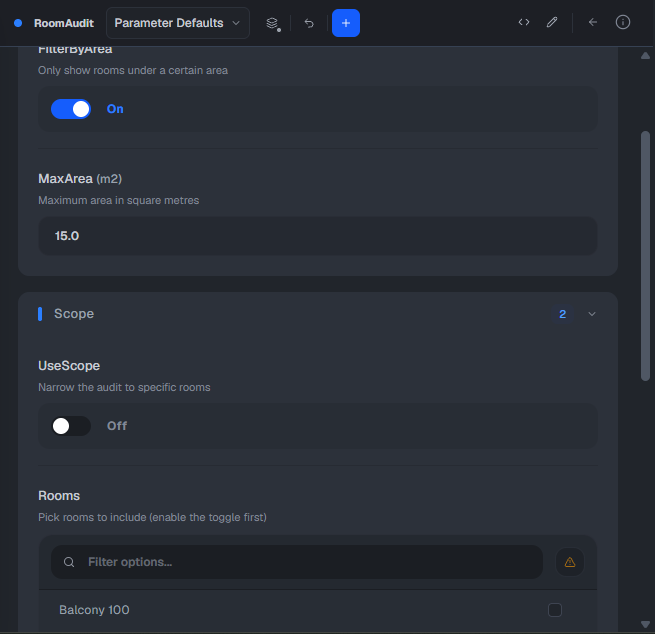 RoomAudit
Parameter Defaults
FilterByArea
Only show rooms under a certain area
On
MaxArea (m2)
Maximum area in square metres
15.0
Scope
2
UseScope
Narrow the audit to specific rooms
Off
Rooms
Pick rooms to include (enable the toggle first)
Filter options...
Balcony 100